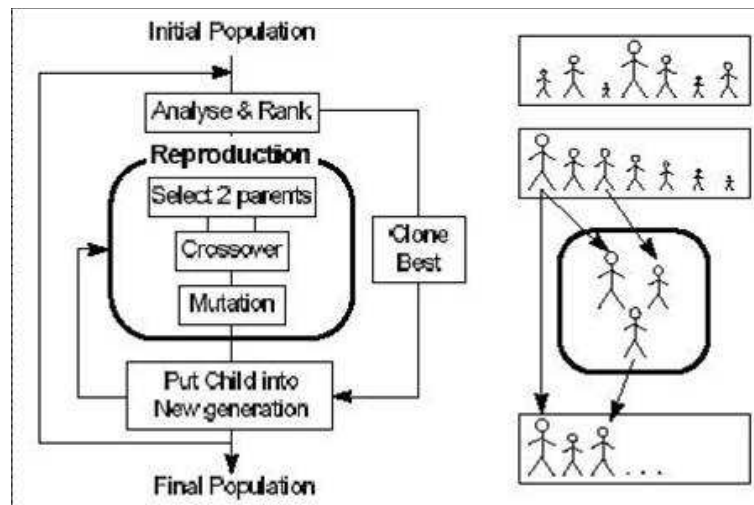 Initial Population
Analyse & Rank
Reproduction
Select 2 parents
Crossover
Mutation
Clone
Best
Put Child into
New generation
Final Population
. . .